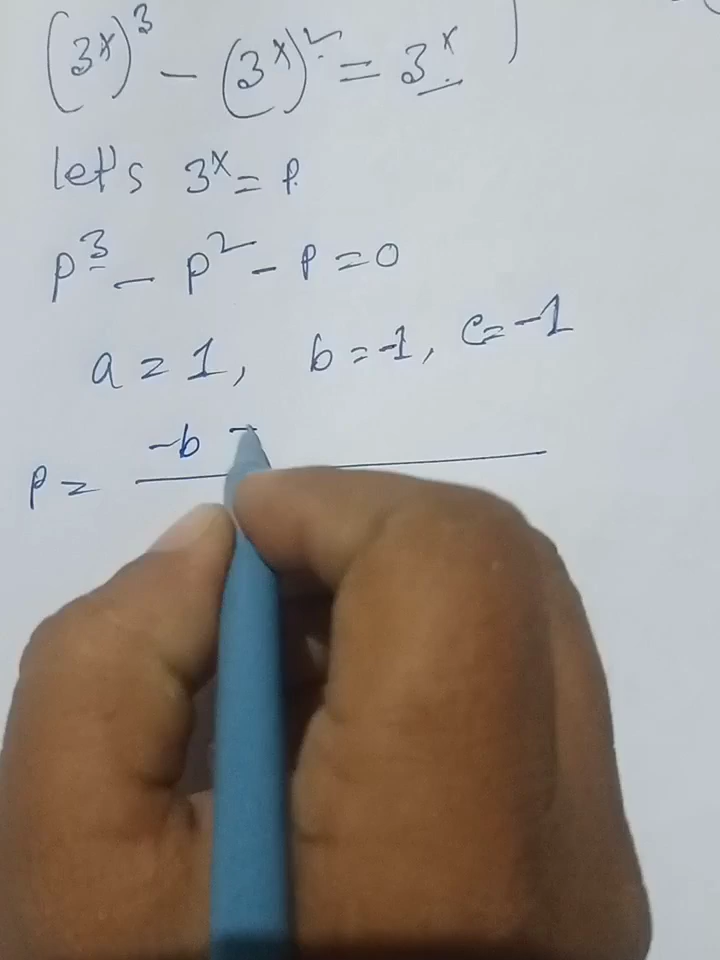 (3^x)^3 - (3^x)^2 = 3^x )
let's 3^x = P
p^3 - p^2 - p = 0
a = 1, b = -1, c = -1
p = -b -